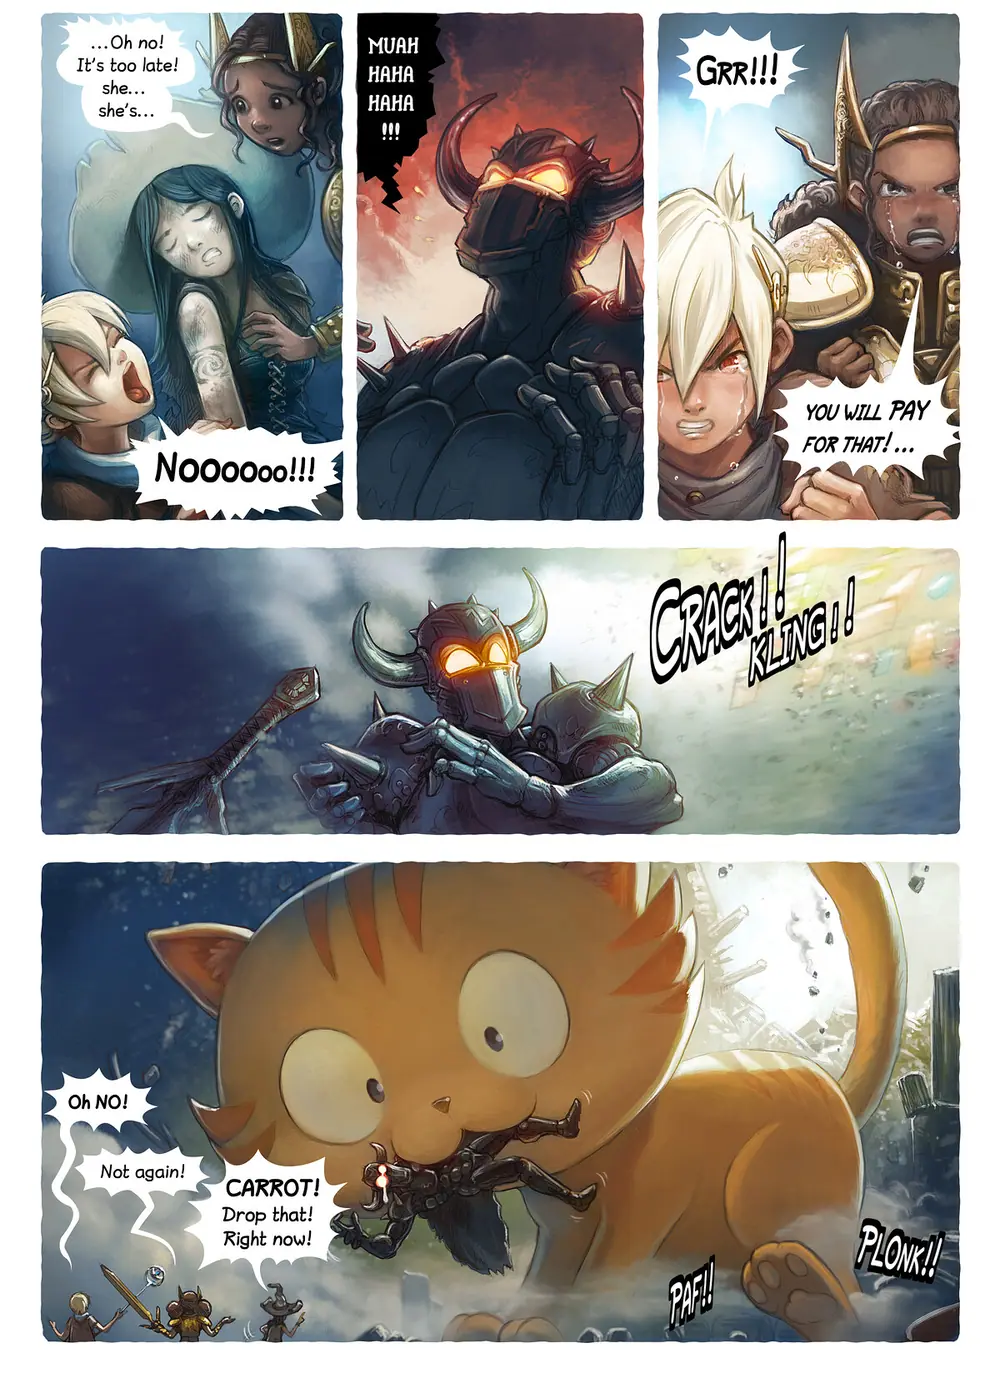 ...Oh no!
It's too late!
she...
she's...
Noooooo!!!
MUAH
HAHA
HAHA
!!!
GRR!!!
YOU WILL PAY
FOR THAT!...
CRACK!!
KLING!!
Oh NO!
Not again!
CARROT!
Drop that!
Right now!
PAF!!
PLONK!!